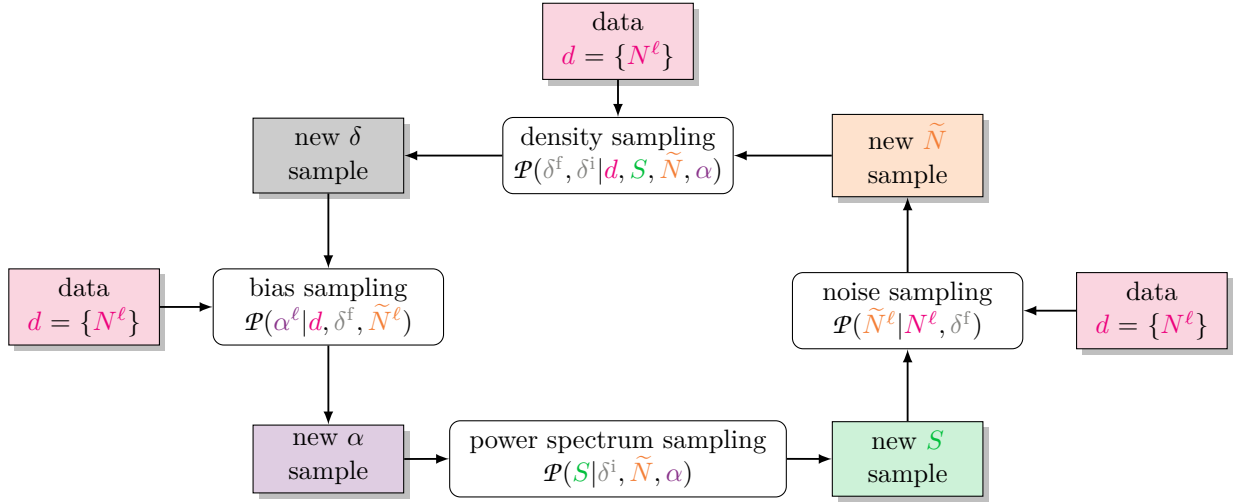 data
d = {N^ℓ}
density sampling
𝒫(δ^f, δ^i|d, S, Ñ, α)
new δ
sample
new Ñ
sample
data
d = {N^ℓ}
bias sampling
𝒫(α^ℓ|d, δ^f, Ñ^ℓ)
noise sampling
𝒫(Ñ^ℓ|N^ℓ, δ^f)
data
d = {N^ℓ}
new α
sample
power spectrum sampling
𝒫(S|δ^i, Ñ, α)
new S
sample